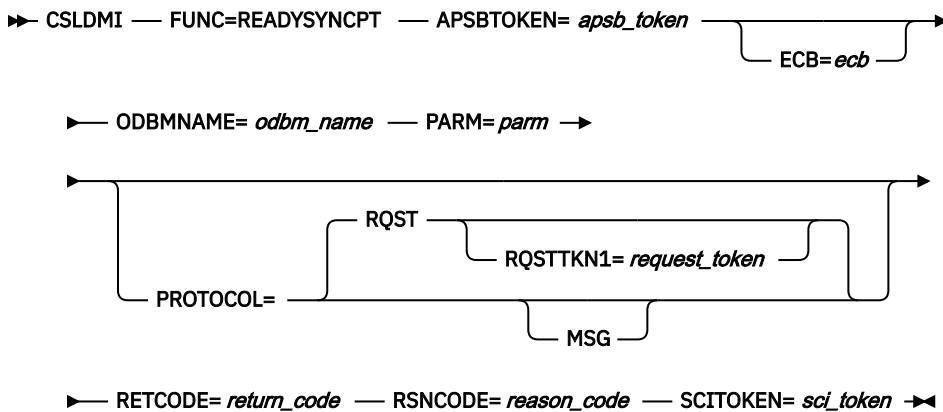 CSLDMI FUNC=READYSYNCPT APSBTOKEN= apsb_token
ECB=ecb
ODBMNAME= odbm_name PARM= parm
RQST
RQSTTKN1= request_token
PROTOCOL=
MSG
RETCODE= return_code RSNCODE= reason_code SCITOKEN= sci_token